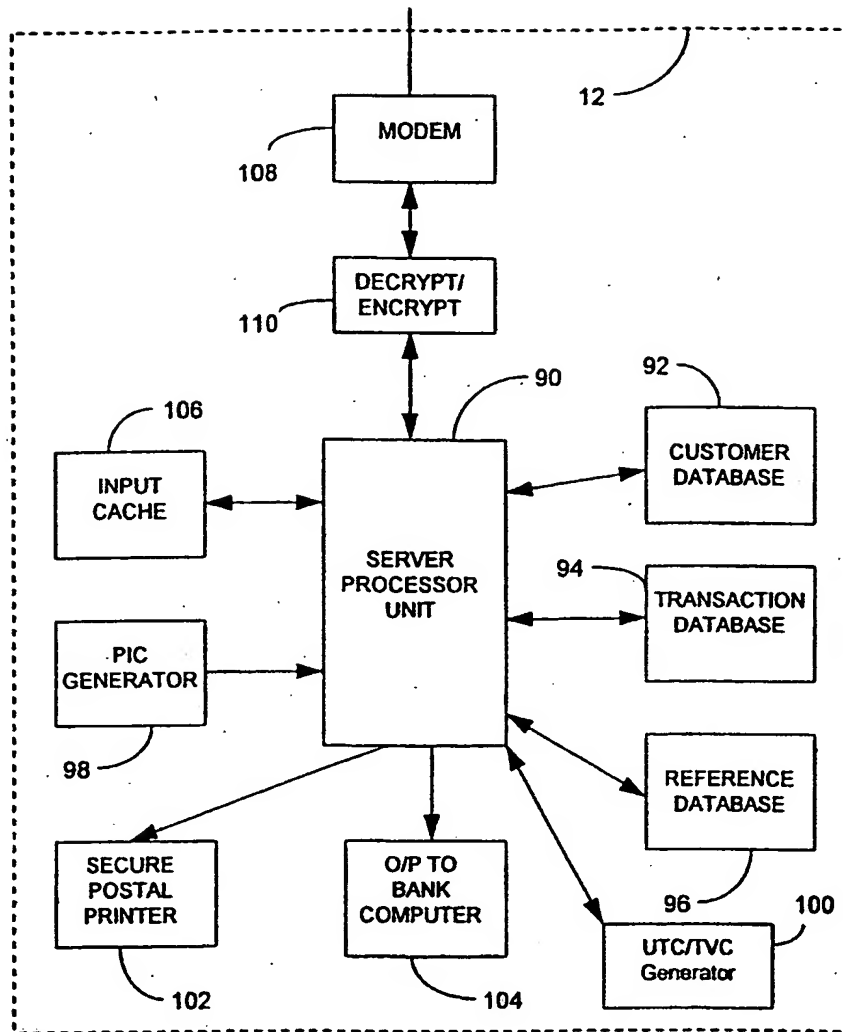 12
MODEM
108
DECRYPT/
ENCRYPT
110
90
92
106
INPUT
CACHE
CUSTOMER
DATABASE
SERVER
PROCESSOR
UNIT
94
TRANSACTION
DATABASE
PIC
GENERATOR
98
REFERENCE
DATABASE
SECURE
POSTAL
PRINTER
O/P TO
BANK
COMPUTER
96
100
UTC/TVC
Generator
102
104